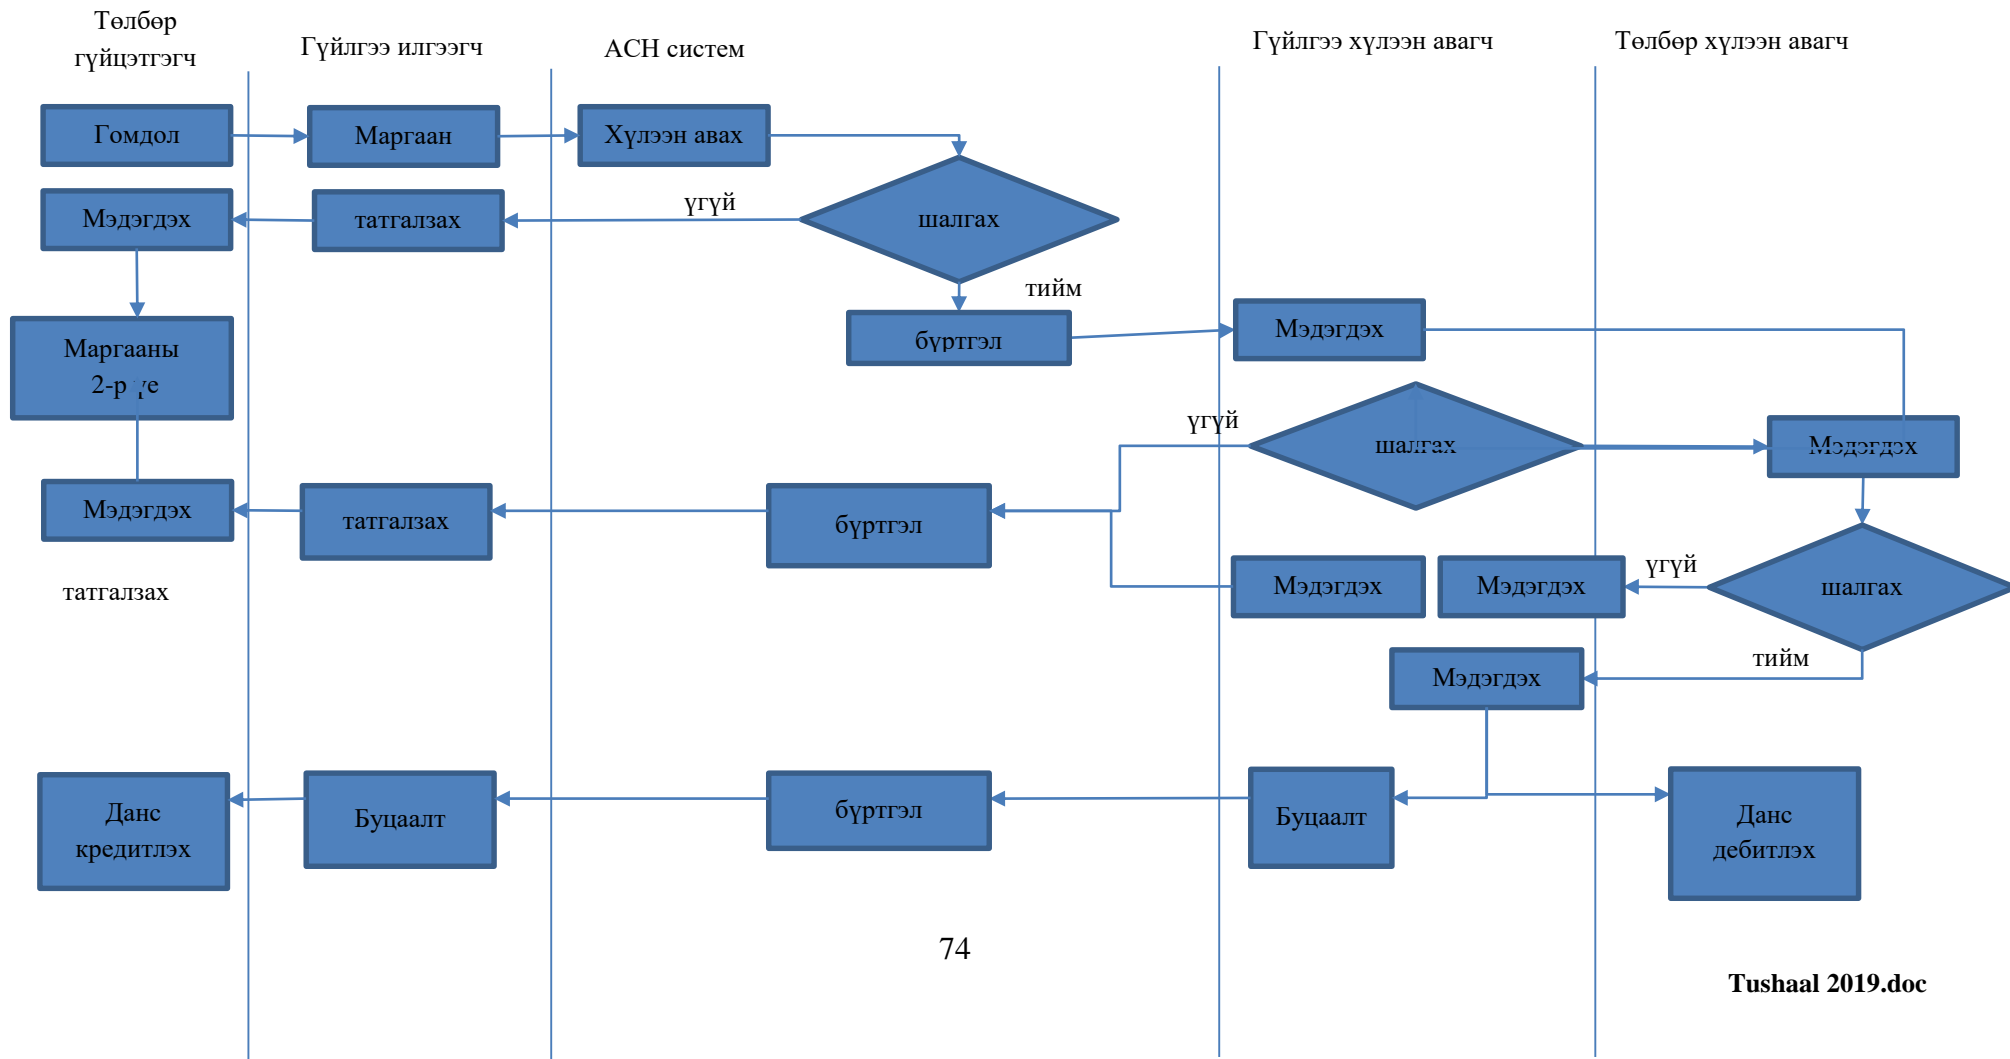 Төлбөр
гүйцэтгэгч
Гүйлгээ илгээгч
АСН систем
Гүйлгээ хүлээн авагч
Төлбөр хүлээн авагч
Гомдол
Маргаан
Хүлээн авах
Мэдэгдэх
татгалзах
үгүй
шалгах
тийм
бүртгэл
Мэдэгдэх
Маргааны
2-р үе
үгүй
шалгах
Мэдэгдэх
Мэдэгдэх
татгалзах
бүртгэл
Мэдэгдэх
Мэдэгдэх
үгүй
шалгах
татгалзах
Мэдэгдэх
тийм
Данс
кредитлэх
Буцаалт
бүртгэл
Буцаалт
Данс
дебитлэх
74
Tushaal 2019.doc